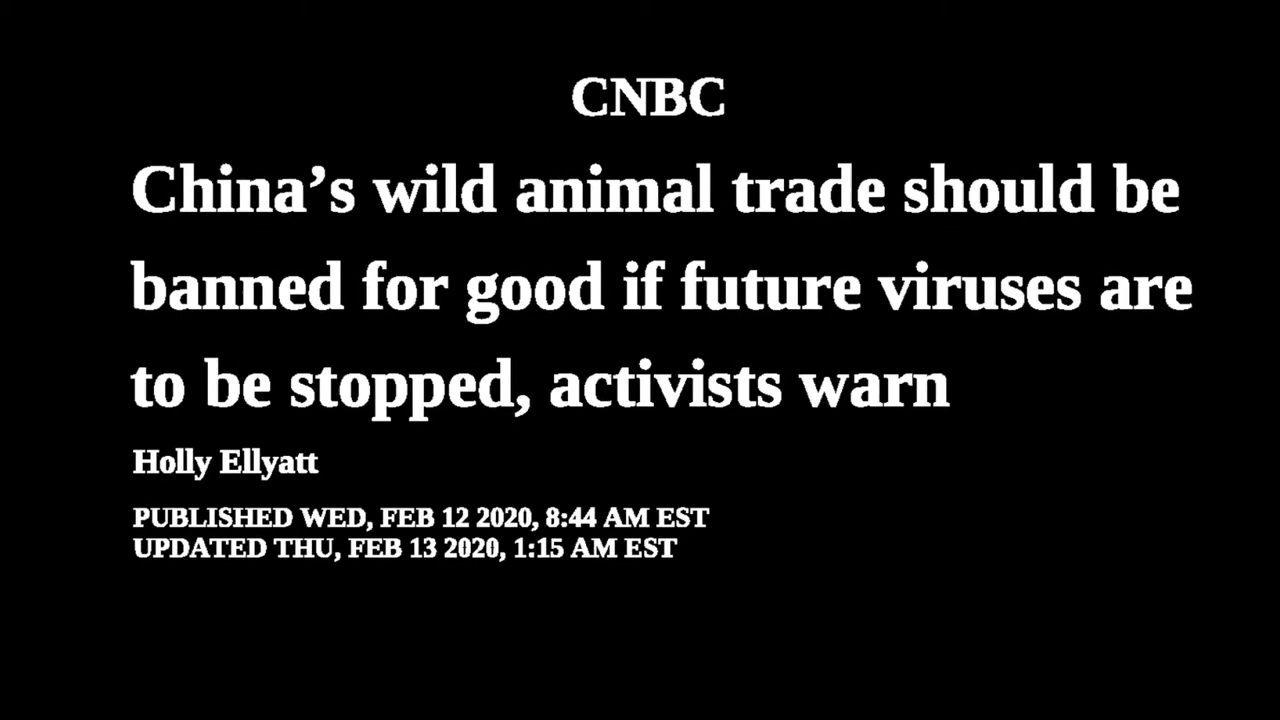 CNBC
China’s wild animal trade should be
banned for good if future viruses are
to be stopped, activists warn
Holly Ellyatt
PUBLISHED WED, FEB 12 2020, 8:44 AM EST
UPDATED THU, FEB 13 2020, 1:15 AM EST